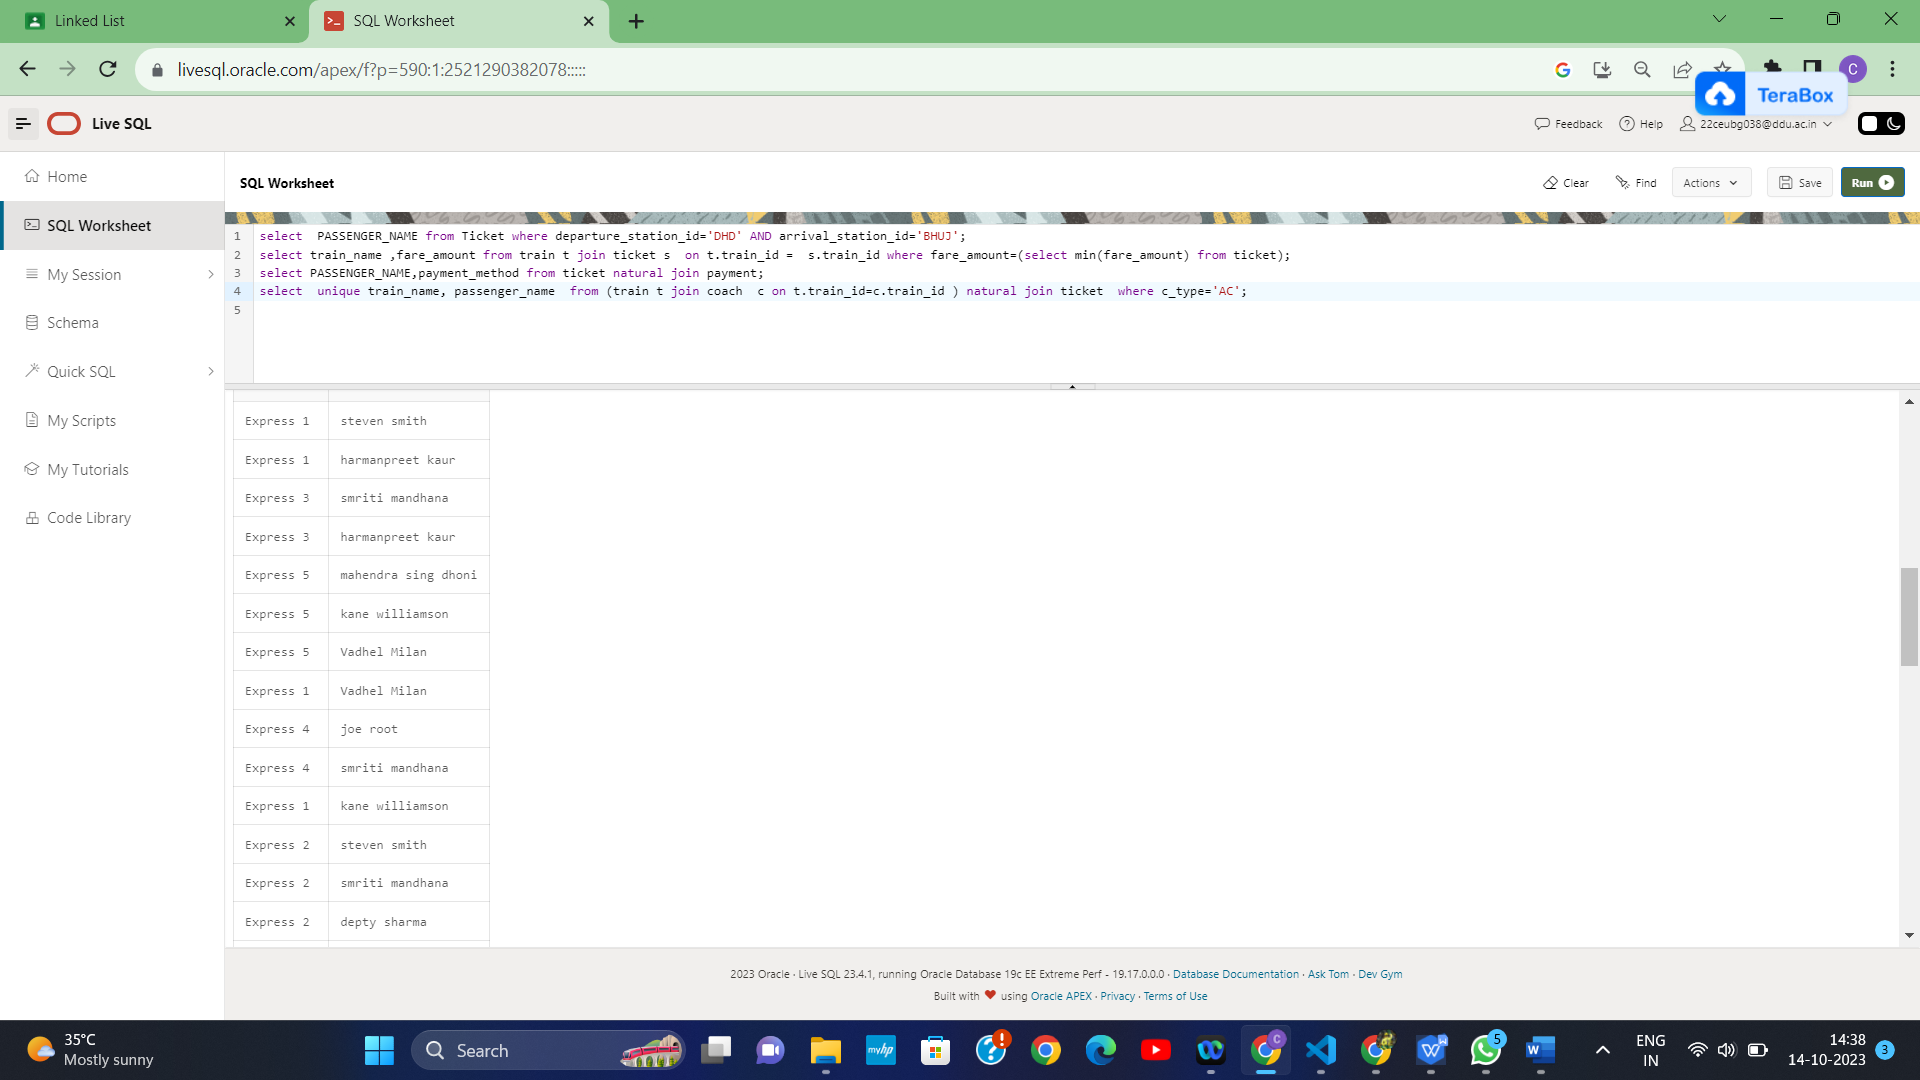 Linked List
SQL Worksheet
livesql.oracle.com/apex/f?p=590:1:2521290382078:::::
C
TeraBox
Live SQL
Feedback
Help
22ceubg038@ddu.ac.in
Home
SQL Worksheet
My Session
Schema
Quick SQL
My Scripts
My Tutorials
Code Library
SQL Worksheet
Clear
Find
Actions
Save
Run
1 select  PASSENGER_NAME from Ticket where departure_station_id='DHD' AND arrival_station_id='BHUJ';
2 select train_name ,fare_amount from train t join ticket s  on t.train_id =  s.train_id where fare_amount=(select min(fare_amount) from ticket);
3 select PASSENGER_NAME,payment_method from ticket natural join payment;
4 select  unique train_name, passenger_name  from (train t join coach  c on t.train_id=c.train_id ) natural join ticket  where c_type='AC';
5
Express 1 steven smith
Express 1 harmanpreet kaur
Express 3 smriti mandhana
Express 3 harmanpreet kaur
Express 5 mahendra sing dhoni
Express 5 kane williamson
Express 5 Vadhel Milan
Express 1 Vadhel Milan
Express 4 joe root
Express 4 smriti mandhana
Express 1 kane williamson
Express 2 steven smith
Express 2 smriti mandhana
Express 2 depty sharma
2023 Oracle · Live SQL 23.4.1, running Oracle Database 19c EE Extreme Perf - 19.17.0.0.0 · Database Documentation · Ask Tom · Dev Gym
Built with ❤ using Oracle APEX · Privacy · Terms of Use
35°C
Mostly sunny
Search
myhp
C
5
ENG
IN
14:38
14-10-2023
3